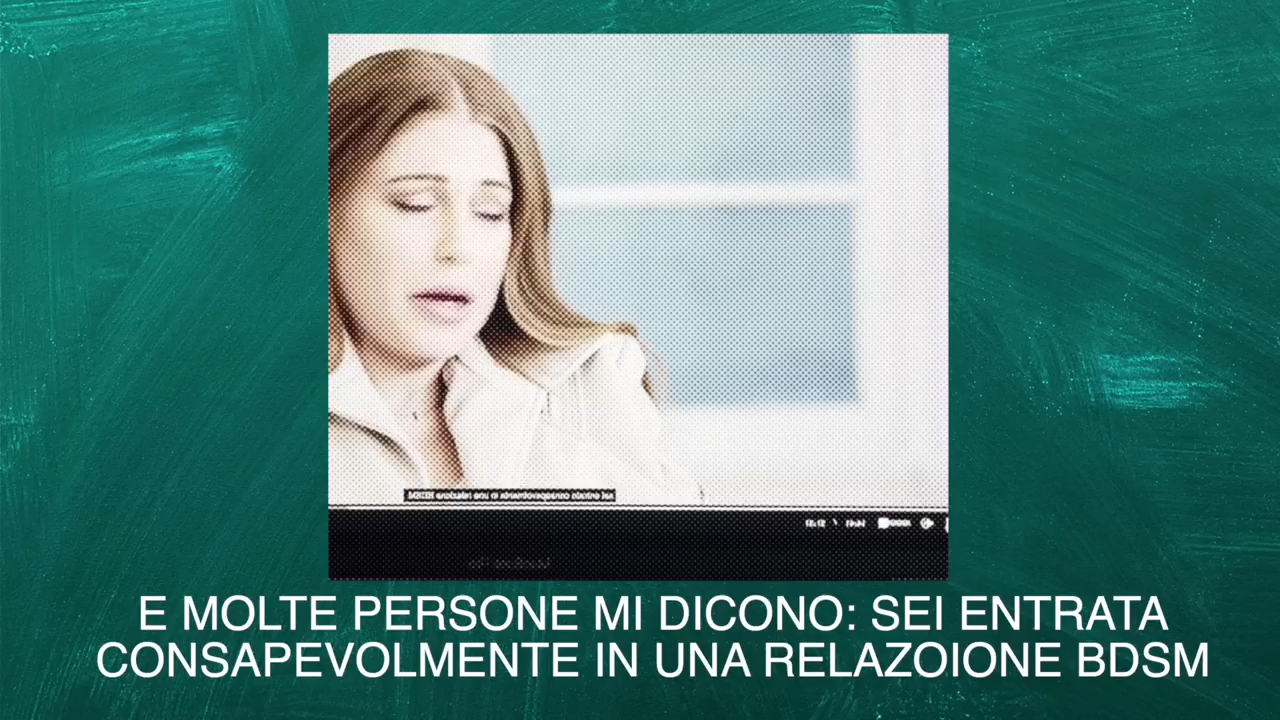 E MOLTE PERSONE MI DICONO: SEI ENTRATA
CONSAPEVOLMENTE IN UNA RELAZOIONE BDSM